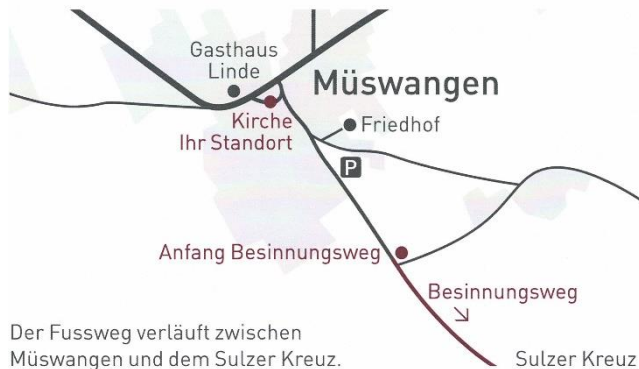 Gasthaus
Linde
Müswangen
Kirche
Ihr Standort
Friedhof
P
Anfang Besinnungsweg
Besinnungsweg
Der Fussweg verläuft zwischen
Müswangen und dem Sulzer Kreuz.
Sulzer Kreuz